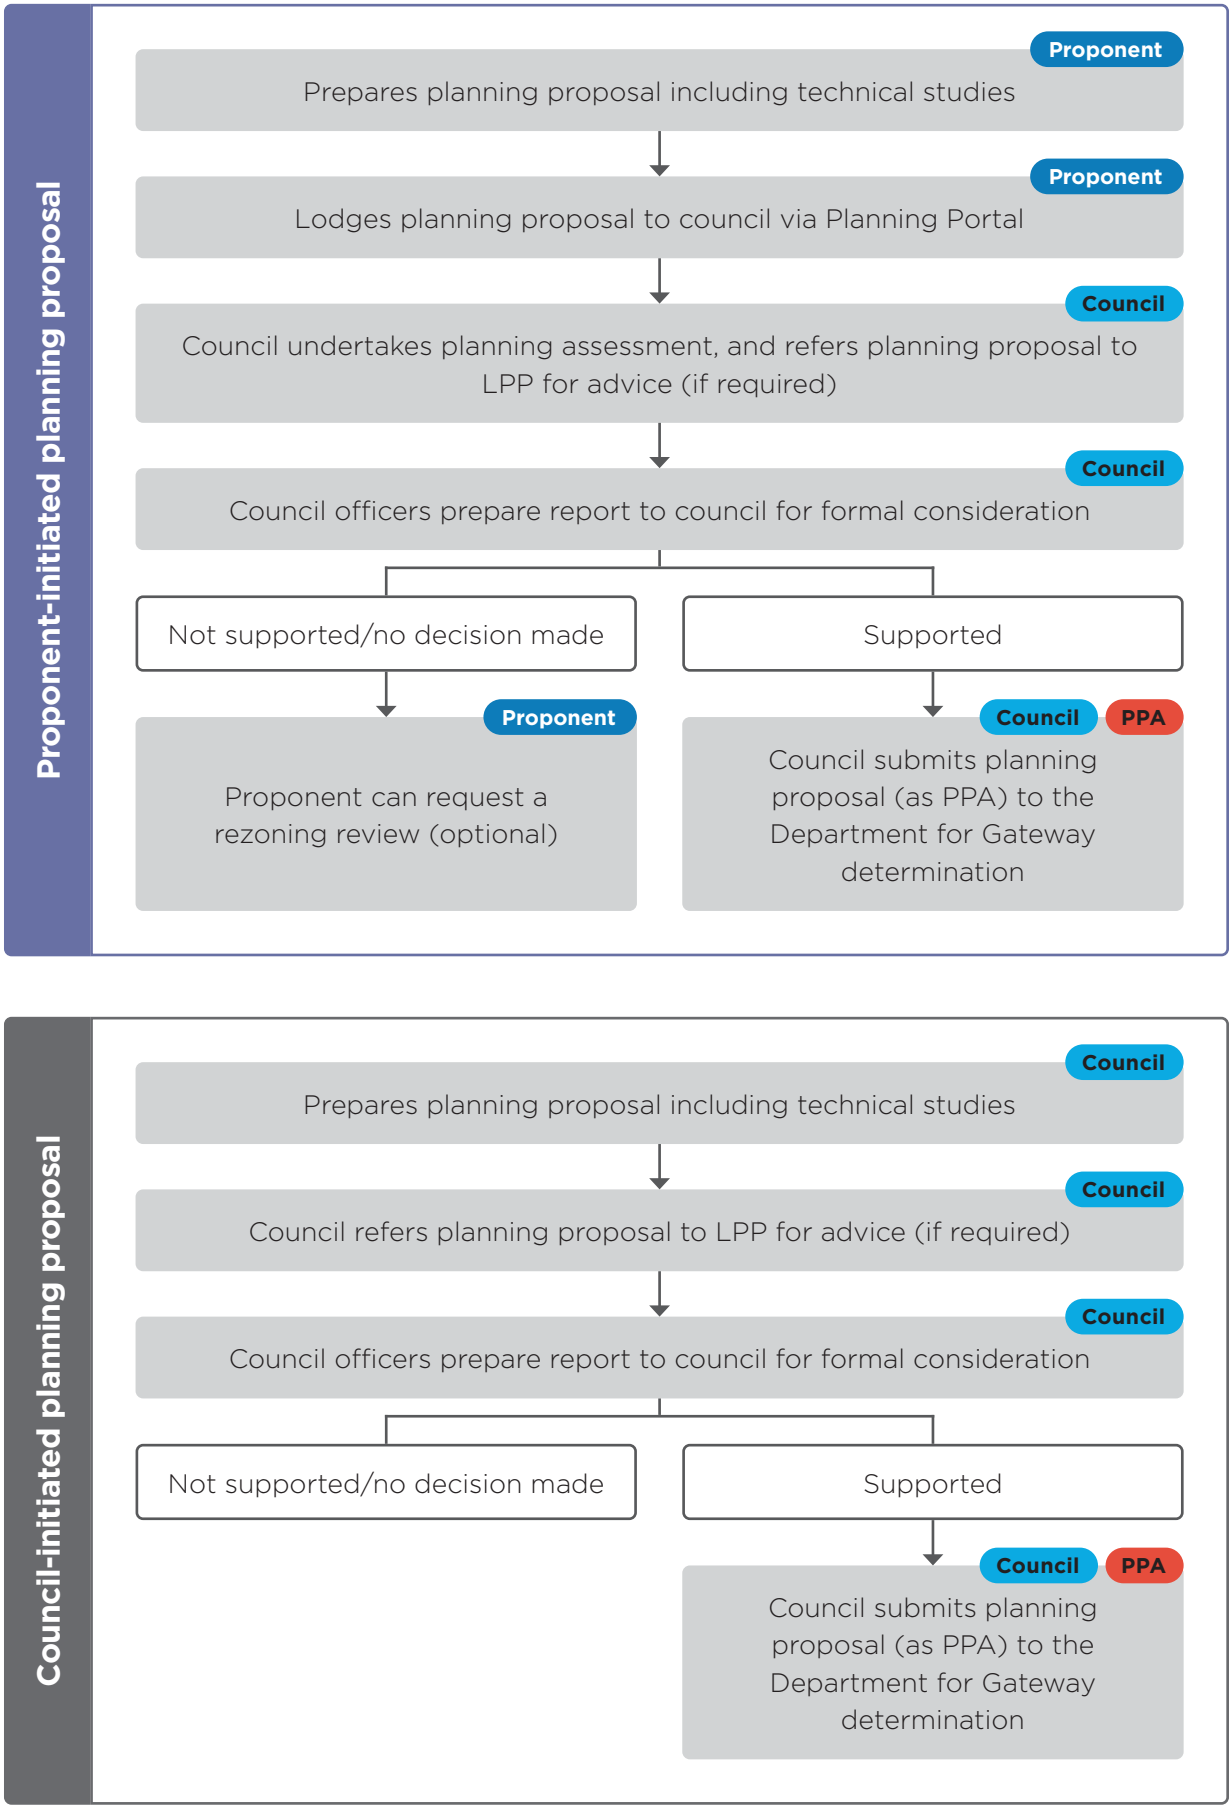 Proponent-initiated planning proposal
Proponent
Prepares planning proposal including technical studies
Proponent
Lodges planning proposal to council via Planning Portal
Council
Council undertakes planning assessment, and refers planning proposal to
LPP for advice (if required)
Council
Council officers prepare report to council for formal consideration
Not supported/no decision made
Supported
Proponent
Proponent can request a
rezoning review (optional)
Council PPA
Council submits planning
proposal (as PPA) to the
Department for Gateway
determination
Council-initiated planning proposal
Council
Prepares planning proposal including technical studies
Council
Council refers planning proposal to LPP for advice (if required)
Council
Council officers prepare report to council for formal consideration
Not supported/no decision made
Supported
Council PPA
Council submits planning
proposal (as PPA) to the
Department for Gateway
determination